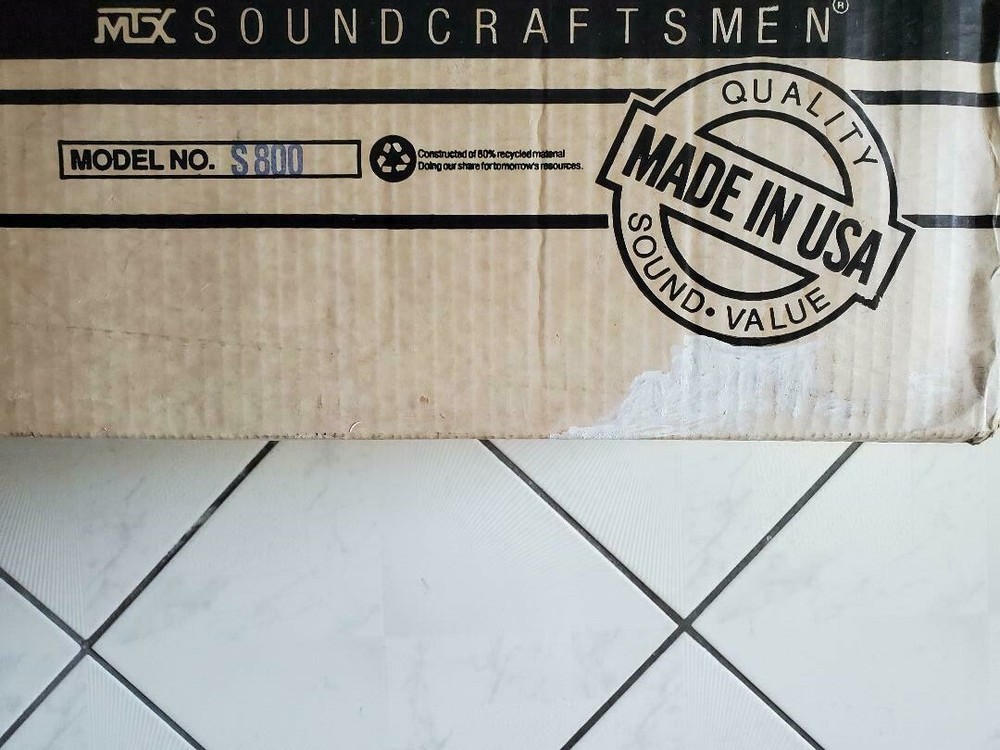 MTX SOUNDCRAFTSMEN®
MODEL NO. S800
Constructed of 80% recycled material
Doing our share for tomorrow's resources.
QUALITY
MADE IN USA
SOUND • VALUE